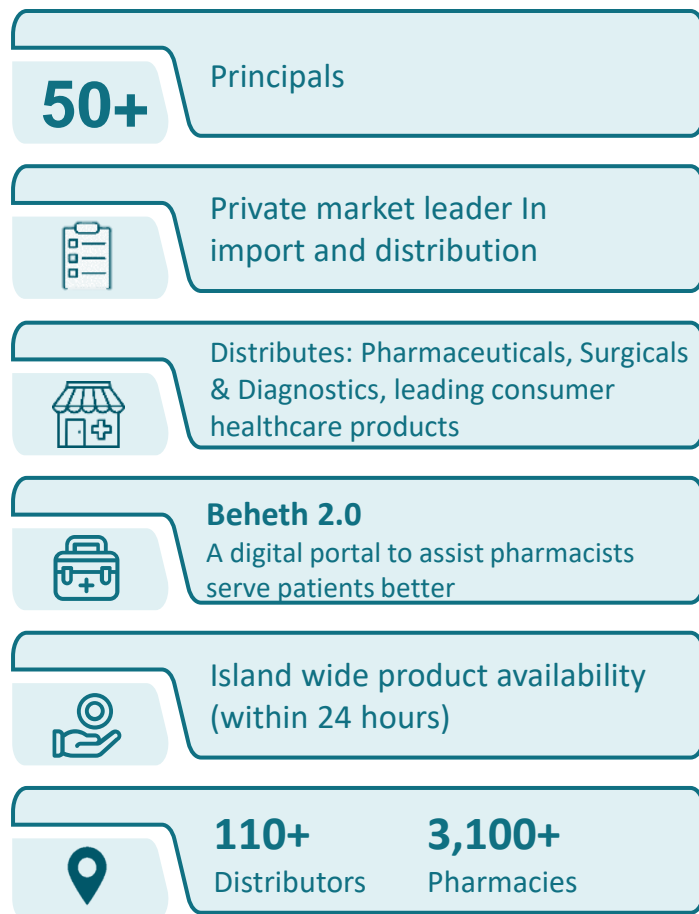 50+
Principals
Private market leader In
import and distribution
Distributes: Pharmaceuticals, Surgicals
& Diagnostics, leading consumer
healthcare products
Beheth 2.0
A digital portal to assist pharmacists
serve patients better
Island wide product availability
(within 24 hours)
110+ 3,100+
Distributors Pharmacies